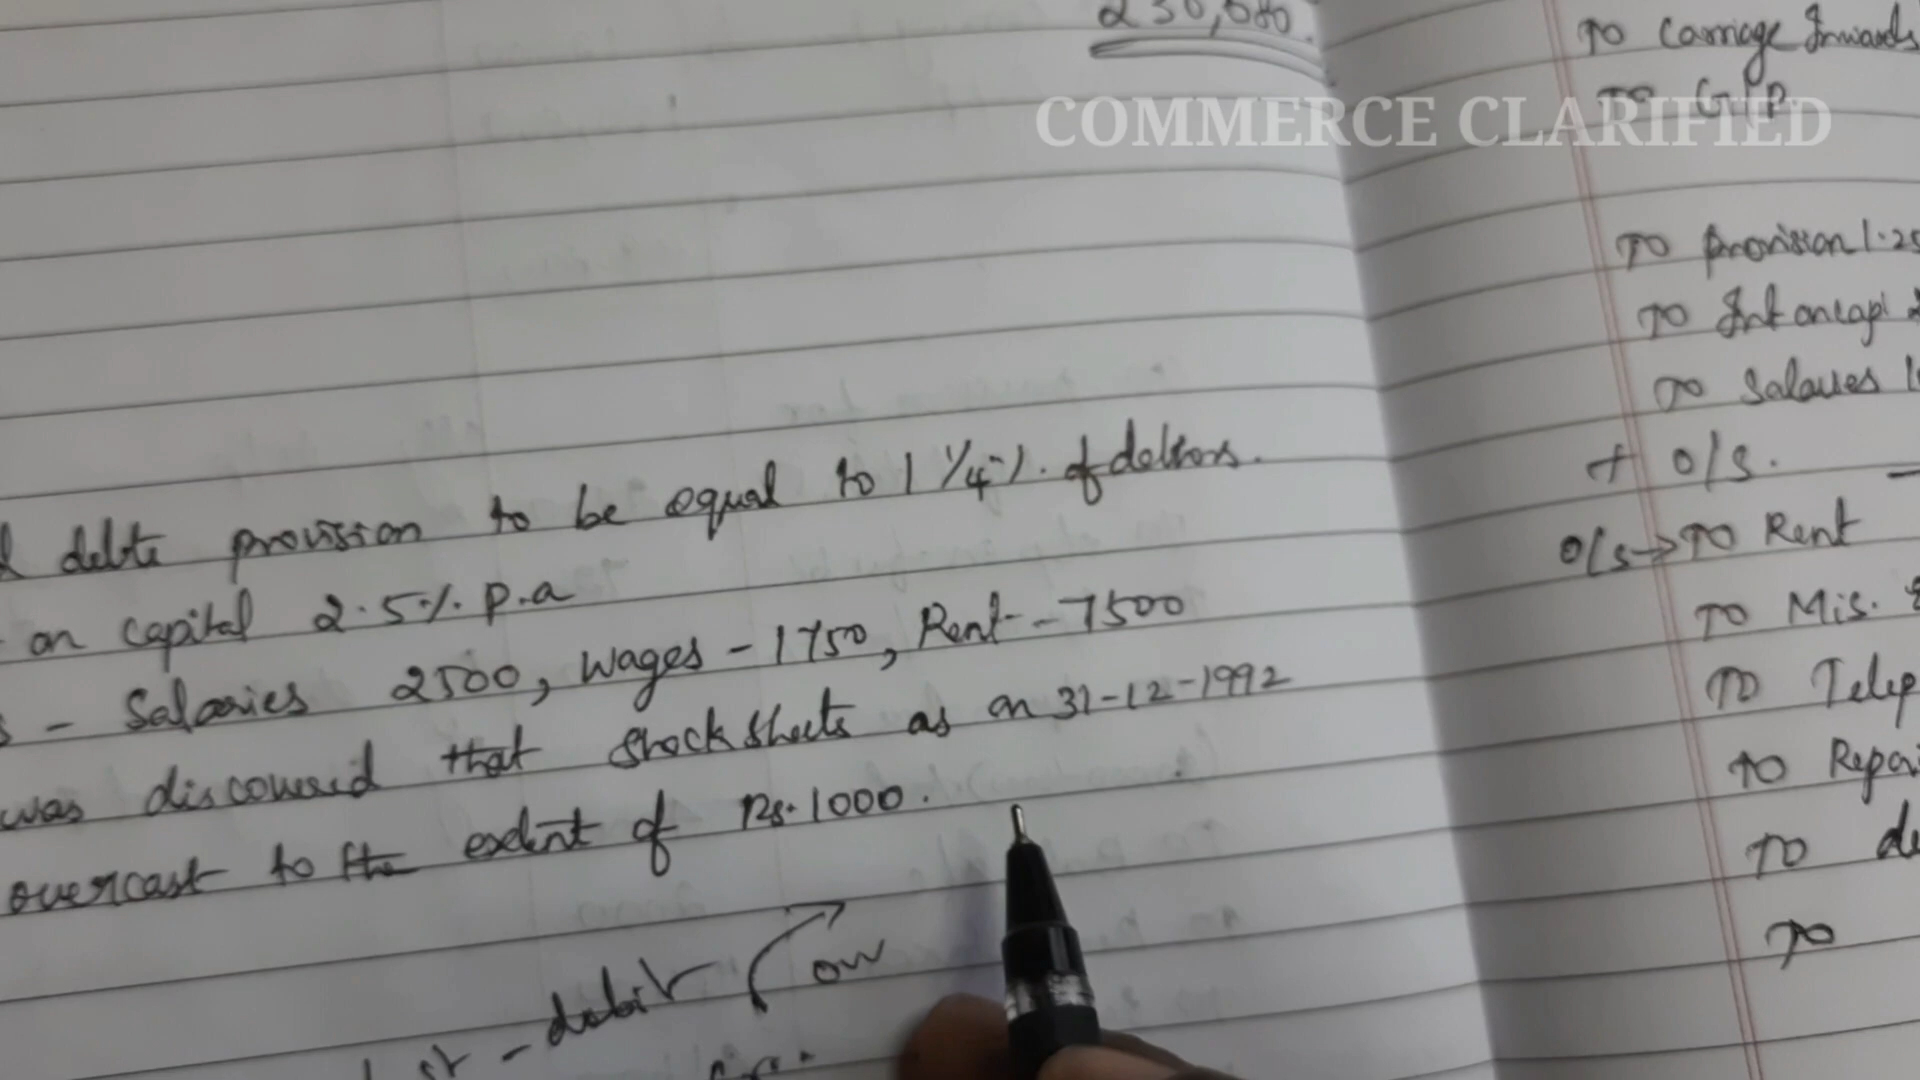 230,680.
COMMERCE CLARIFIED
debts provision to be equal to 1 1/4 %. of debtors.
on capital 2.5%. p.a
- Salaries 2500, wages - 1750, Rent - 7500
was discovered that stock sheets as on 31-12-1992
overcast to the extent of Rs. 1000.
- debit
To Carriage Inwards
To G/P
To provision 1.25
To Int on capi
To Salaries
+ O/S.
O/S → To Rent
To Mis.
To Telep
To Repai
To de
To